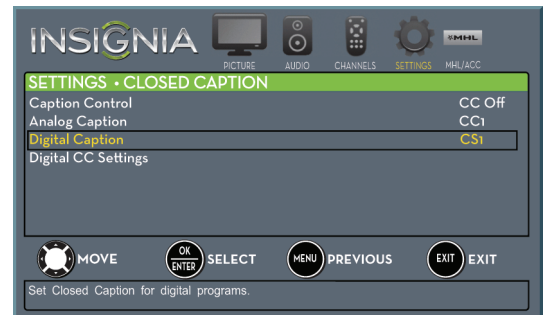 INSIGNIA
PICTURE AUDIO CHANNELS SETTINGS MHL MHL/ACC
SETTINGS • CLOSED CAPTION
Caption Control CC Off
Analog Caption CC1
Digital Caption CS1
Digital CC Settings
MOVE OK ENTER SELECT MENU PREVIOUS EXIT EXIT
Set Closed Caption for digital programs.